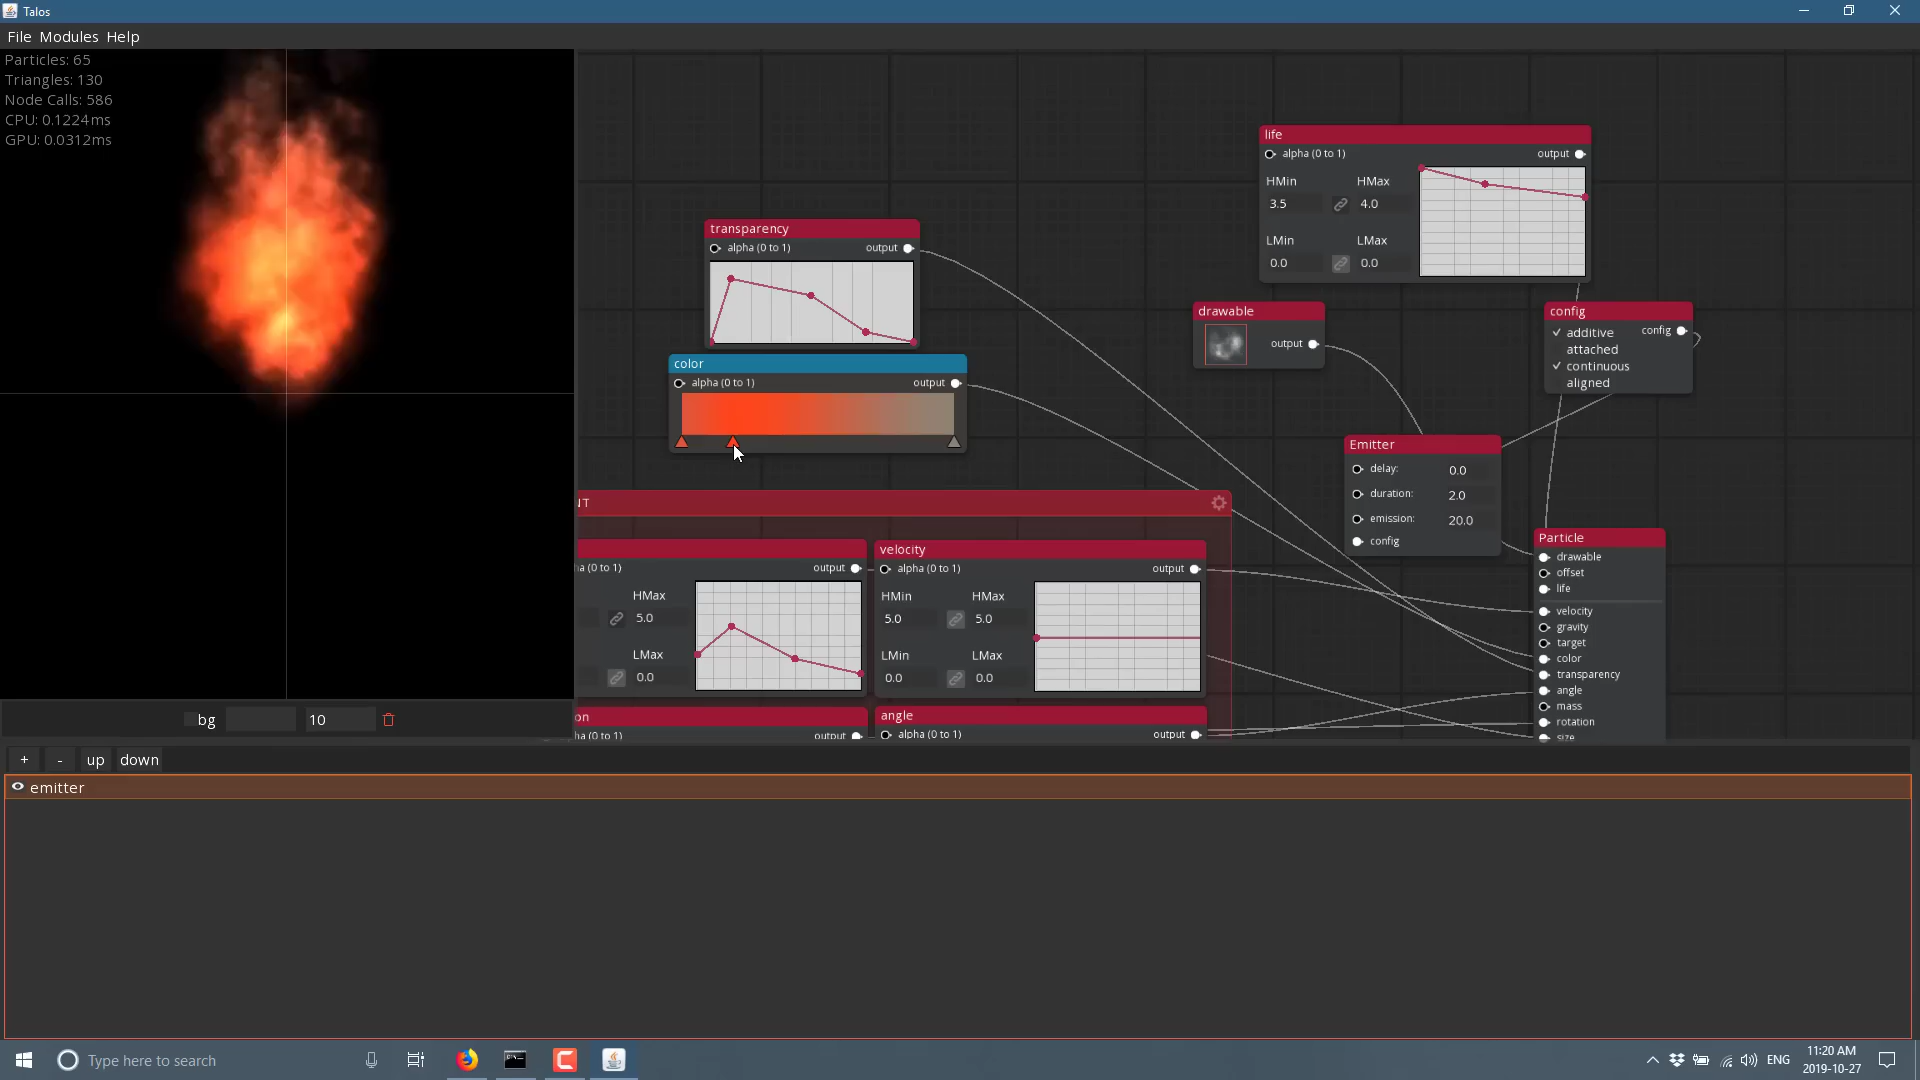 Talos
File Modules Help
Particles: 65
Triangles: 130
Node Calls: 586
CPU: 0.1224ms
GPU: 0.0312ms
life
alpha (0 to 1) output
HMin HMax
3.5 4.0
LMin LMax
0.0 0.0
transparency
alpha (0 to 1) output
drawable
output
config
additive config
attached
continuous
aligned
color
alpha (0 to 1) output
Emitter
delay: 0.0
duration: 2.0
emission: 20.0
config
NT
a (0 to 1) output
HMax
5.0
LMax
0.0
velocity
alpha (0 to 1) output
HMin HMax
5.0 5.0
LMin LMax
0.0 0.0
on
ha (0 to 1) output
angle
alpha (0 to 1) output
Particle
drawable
offset
life
velocity
gravity
target
color
transparency
angle
mass
rotation
size
bg 10
+ - up down
emitter
Type here to search
ENG
11:20 AM
2019-10-27